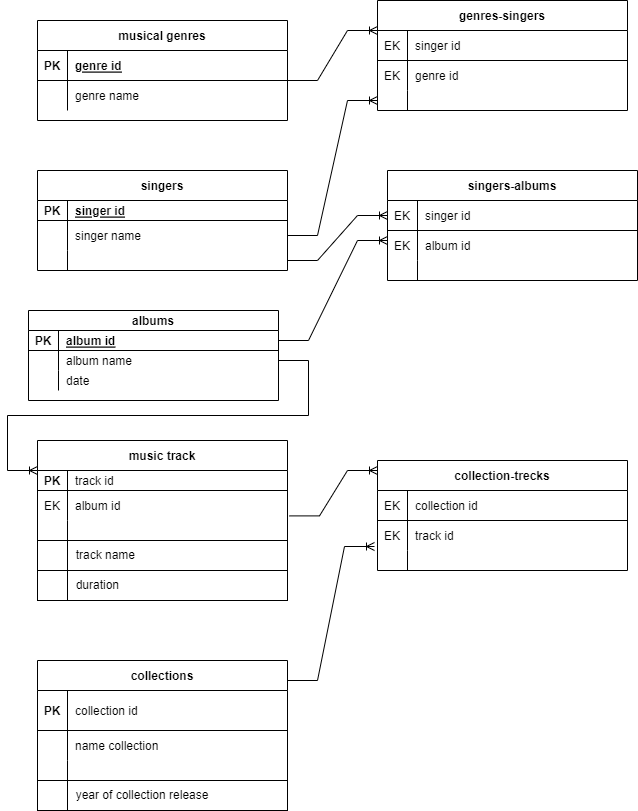 musical genres
PK genre id
genre name
genres-singers
EK singer id
EK genre id
singers
PK singer id
singer name
singers-albums
EK singer id
EK album id
albums
PK album id
album name
date
music track
PK track id
EK album id
track name
duration
collection-trecks
EK collection id
EK track id
collections
PK collection id
name collection
year of collection release